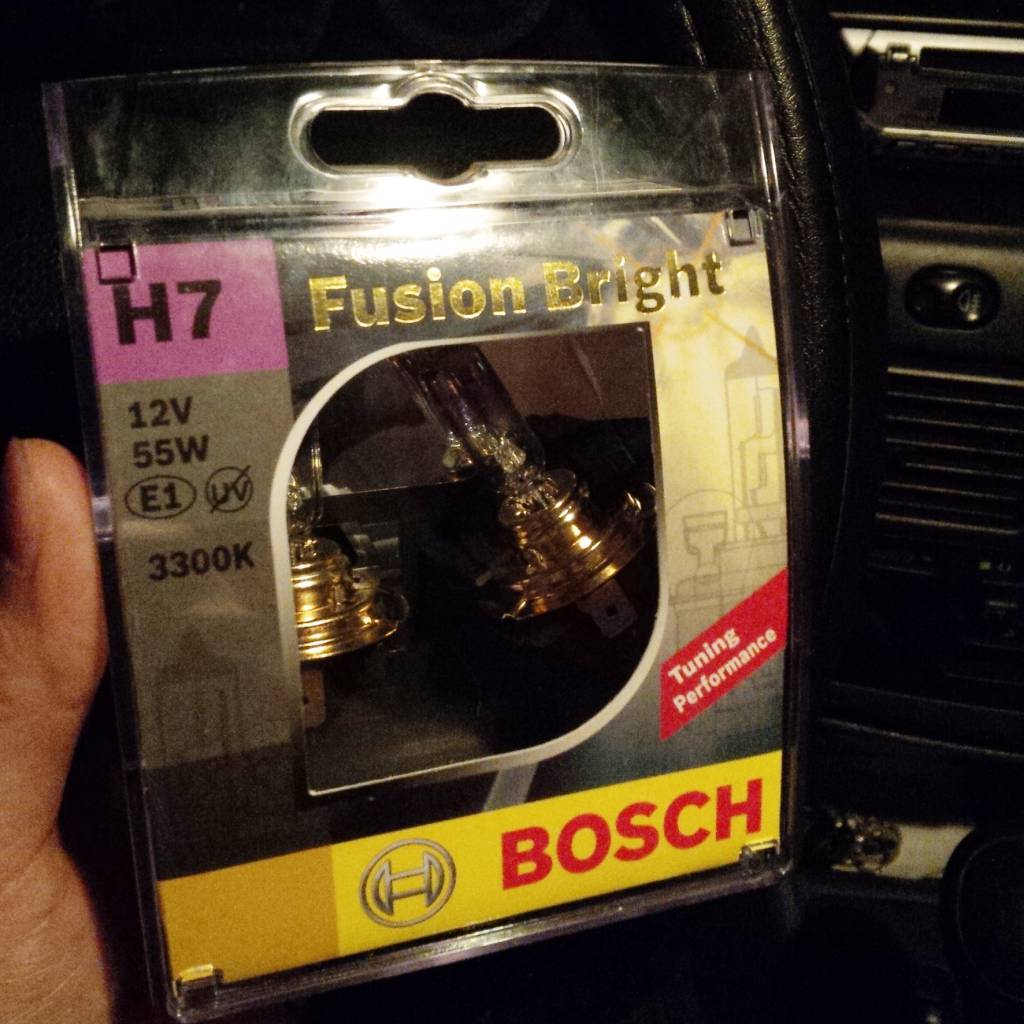 H7
Fusion Bright
12V
55W
E1 UV
3300K
Tuning
Performance
BOSCH